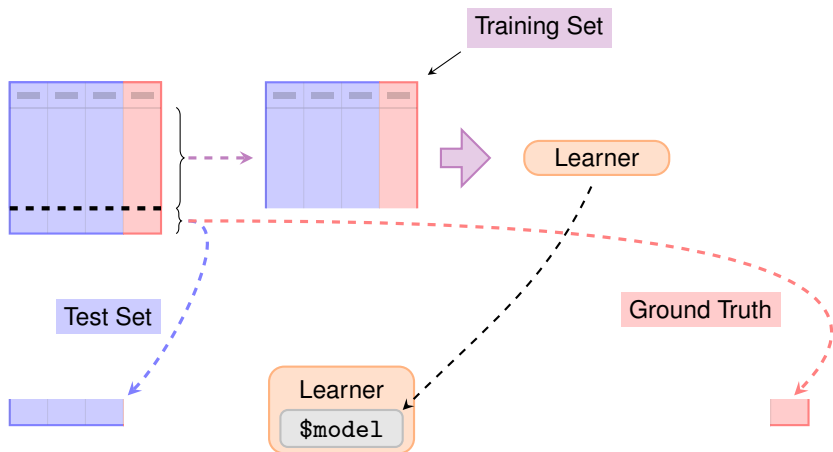 Training Set
Learner
Test Set
Ground Truth
Learner
$model